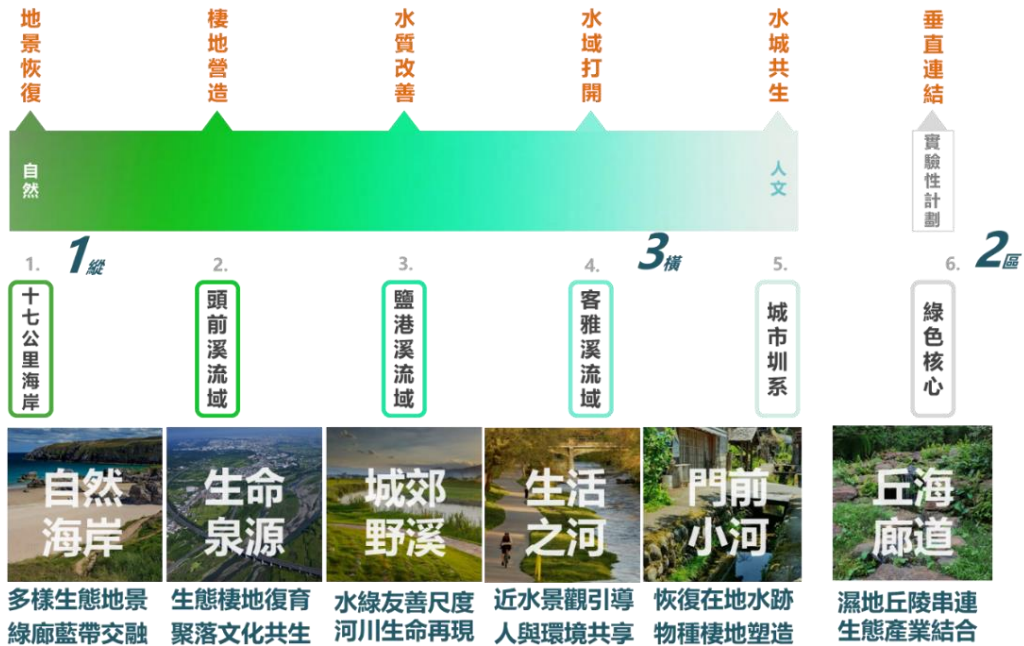 地景恢復
棲地營造
水質改善
水域打開
水城共生
垂直連結
自然
人文
實驗性計劃
1縱
3橫
2區
1.
2.
3.
4.
5.
6.
十七公里海岸
頭前溪流域
鹽港溪流域
客雅溪流域
城市圳系
綠色核心
自然
海岸
生命
泉源
城郊
野溪
生活
之河
門前
小河
丘海
廊道
多樣生態地景
綠廊藍帶交融
生態棲地復育
聚落文化共生
水綠友善尺度
河川生命再現
近水景觀引導
人與環境共享
恢復在地水跡
物種棲地塑造
濕地丘陵串連
生態產業結合